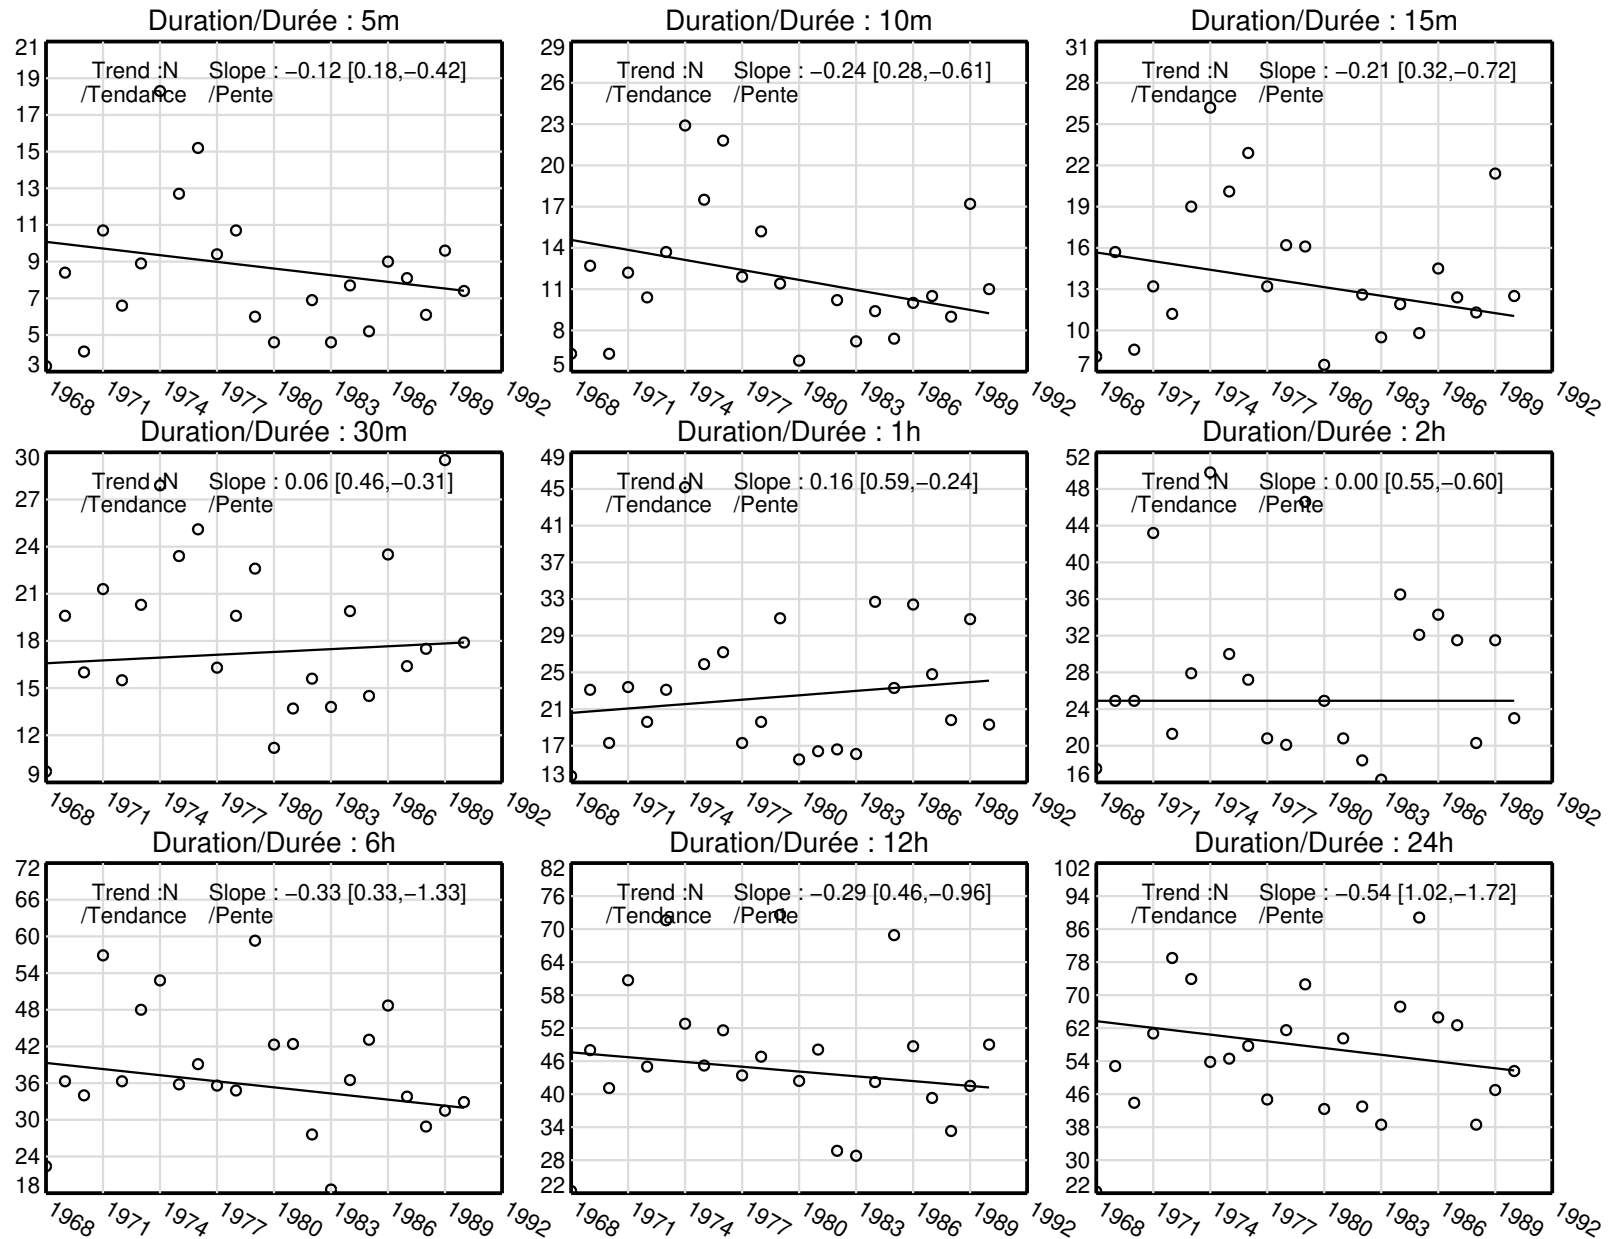 Duration/Durée : 5m
21
19
17
15
13
11
9
7
5
3
Trend :N Slope : −0.12 [0.18,−0.42]
/Tendance /Pente
1968 1971 1974 1977 1980 1983 1986 1989 1992
Duration/Durée : 10m
29
26
23
20
17
14
11
8
5
Trend :N Slope : −0.24 [0.28,−0.61]
/Tendance /Pente
1968 1971 1974 1977 1980 1983 1986 1989 1992
Duration/Durée : 15m
31
28
25
22
19
16
13
10
7
Trend :N Slope : −0.21 [0.32,−0.72]
/Tendance /Pente
1968 1971 1974 1977 1980 1983 1986 1989 1992
Duration/Durée : 30m
30
27
24
21
18
15
12
9
Trend :N Slope : 0.06 [0.46,−0.31]
/Tendance /Pente
1968 1971 1974 1977 1980 1983 1986 1989 1992
Duration/Durée : 1h
49
45
41
37
33
29
25
21
17
13
Trend :N Slope : 0.16 [0.59,−0.24]
/Tendance /Pente
1968 1971 1974 1977 1980 1983 1986 1989 1992
Duration/Durée : 2h
52
48
44
40
36
32
28
24
20
16
Trend :N Slope : 0.00 [0.55,−0.60]
/Tendance /Pente
1968 1971 1974 1977 1980 1983 1986 1989 1992
Duration/Durée : 6h
72
66
60
54
48
42
36
30
24
18
Trend :N Slope : −0.33 [0.33,−1.33]
/Tendance /Pente
1968 1971 1974 1977 1980 1983 1986 1989 1992
Duration/Durée : 12h
82
76
70
64
58
52
46
40
34
28
22
Trend :N Slope : −0.29 [0.46,−0.96]
/Tendance /Pente
1968 1971 1974 1977 1980 1983 1986 1989 1992
Duration/Durée : 24h
102
94
86
78
70
62
54
46
38
30
22
Trend :N Slope : −0.54 [1.02,−1.72]
/Tendance /Pente
1968 1971 1974 1977 1980 1983 1986 1989 1992